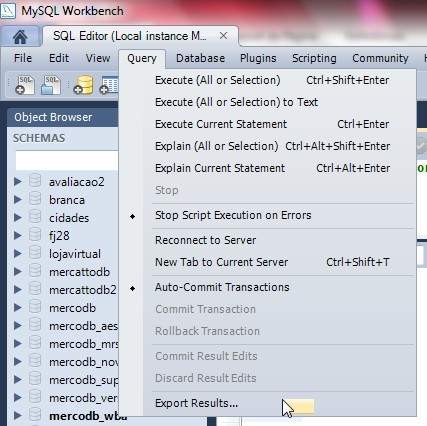 MySQL Workbench
SQL Editor (Local instance M...
File Edit View Query Database Plugins Scripting Community
Execute (All or Selection) Ctrl+Shift+Enter
Execute (All or Selection) to Text
Execute Current Statement Ctrl+Enter
Explain (All or Selection) Ctrl+Alt+Shift+Enter
Explain Current Statement Ctrl+Alt+Enter
Stop
Stop Script Execution on Errors
Reconnect to Server
New Tab to Current Server Ctrl+Shift+T
Auto-Commit Transactions
Commit Transaction
Rollback Transaction
Commit Result Edits
Discard Result Edits
Export Results...
SQL
Object Browser
SCHEMAS
avaliacao2
branca
cidades
fj28
lojavirtual
mercattodb
mercattodb2
mercodb
mercodb_aes
mercodb_mrs
mercodb_nov
mercodb_sup
mercodb_vers
mercodb_wba